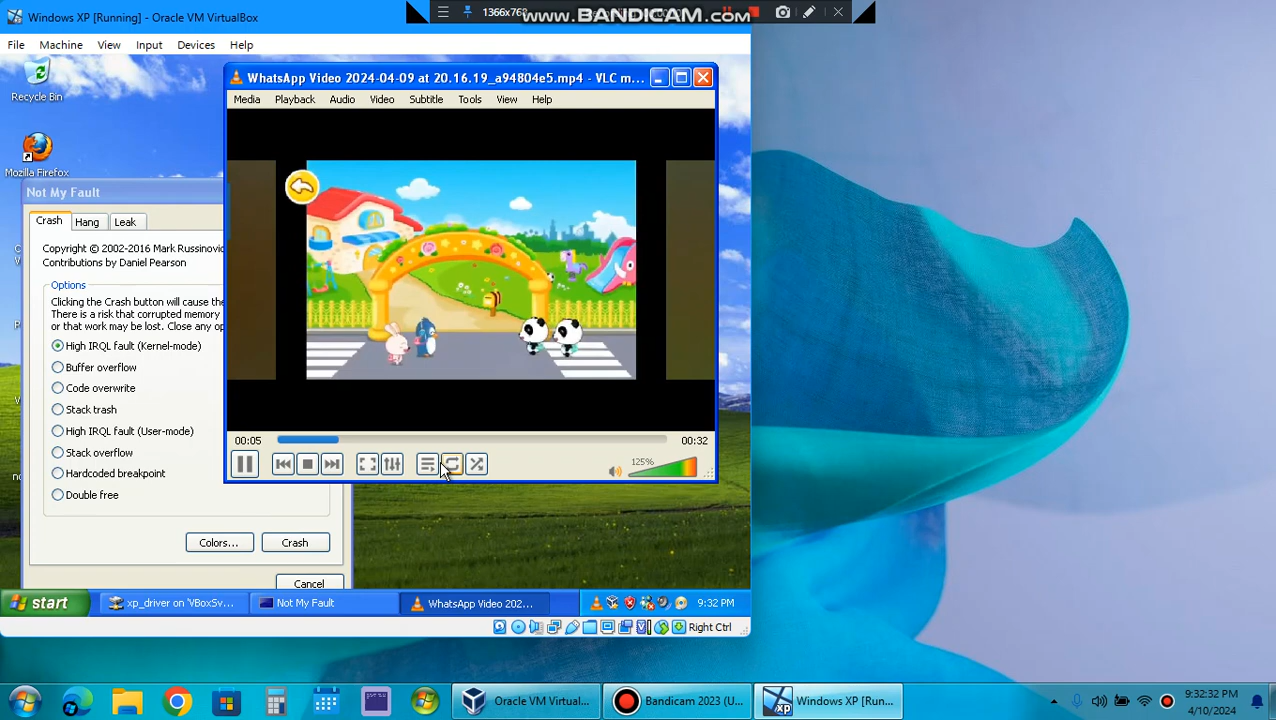 Windows XP [Running] - Oracle VM VirtualBox
1366x768
www.BANDICAM.com
File Machine View Input Devices Help
Recycle Bin
Mozilla Firefox
WhatsApp Video 2024-04-09 at 20.16.19_a94804e5.mp4 - VLC m...
Media Playback Audio Video Subtitle Tools View Help
Not My Fault
Crash Hang Leak
Copyright © 2002-2016 Mark Russinovic
Contributions by Daniel Pearson
Options
Clicking the Crash button will cause the
There is a risk that corrupted memory
or that work may be lost. Close any op
High IRQL fault (Kernel-mode)
Buffer overflow
Code overwrite
Stack trash
High IRQL fault (User-mode)
Stack overflow
Hardcoded breakpoint
Double free
Colors... Crash
Cancel
00:05 00:32
125%
start
xp_driver on 'VBoxSv...
Not My Fault
WhatsApp Video 202...
9:32 PM
Right Ctrl
Oracle VM Virtual...
Bandicam 2023 (U...
Windows XP [Run...
9:32:32 PM
4/10/2024